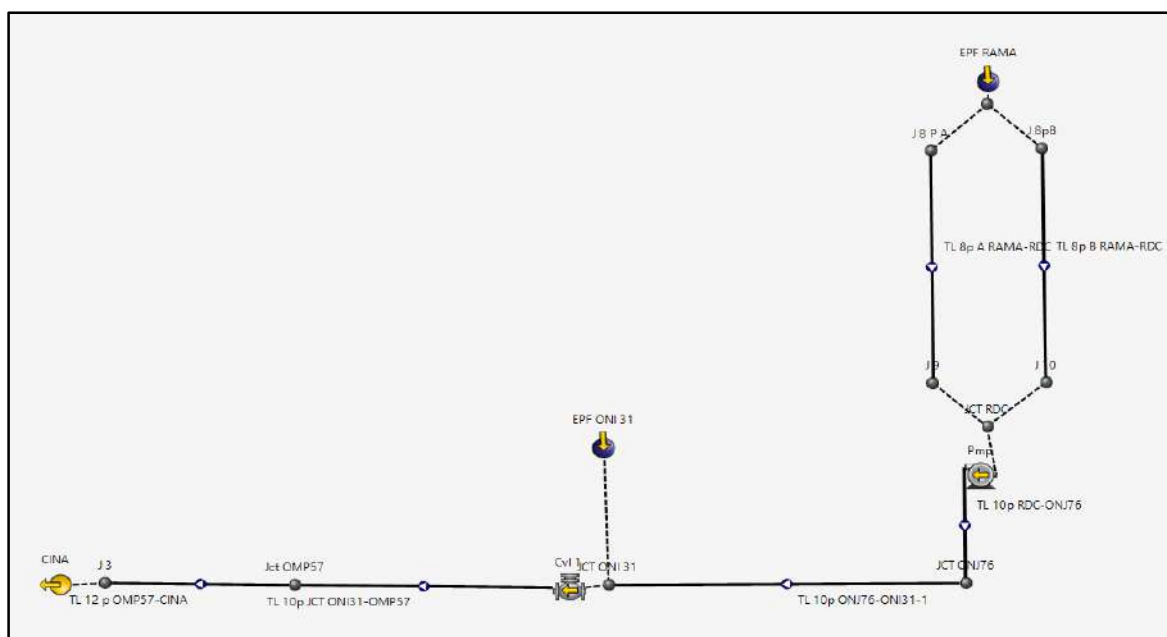 EPF RAMA
J 8 P A
J 8pB
TL 8p A RAMA-RDC
TL 8p B RAMA-RDC
J 9
J 10
JCT RDC
EPF ONI 31
Pmp
TL 10p RDC-ONJ76
CINA
J 3
Jct OMP57
Cvl 1
JCT ONI 31
JCT ONJ76
TL 12 p OMP57-CINA
TL 10p JCT ONI31-OMP57
TL 10p ONJ76-ONI31-1